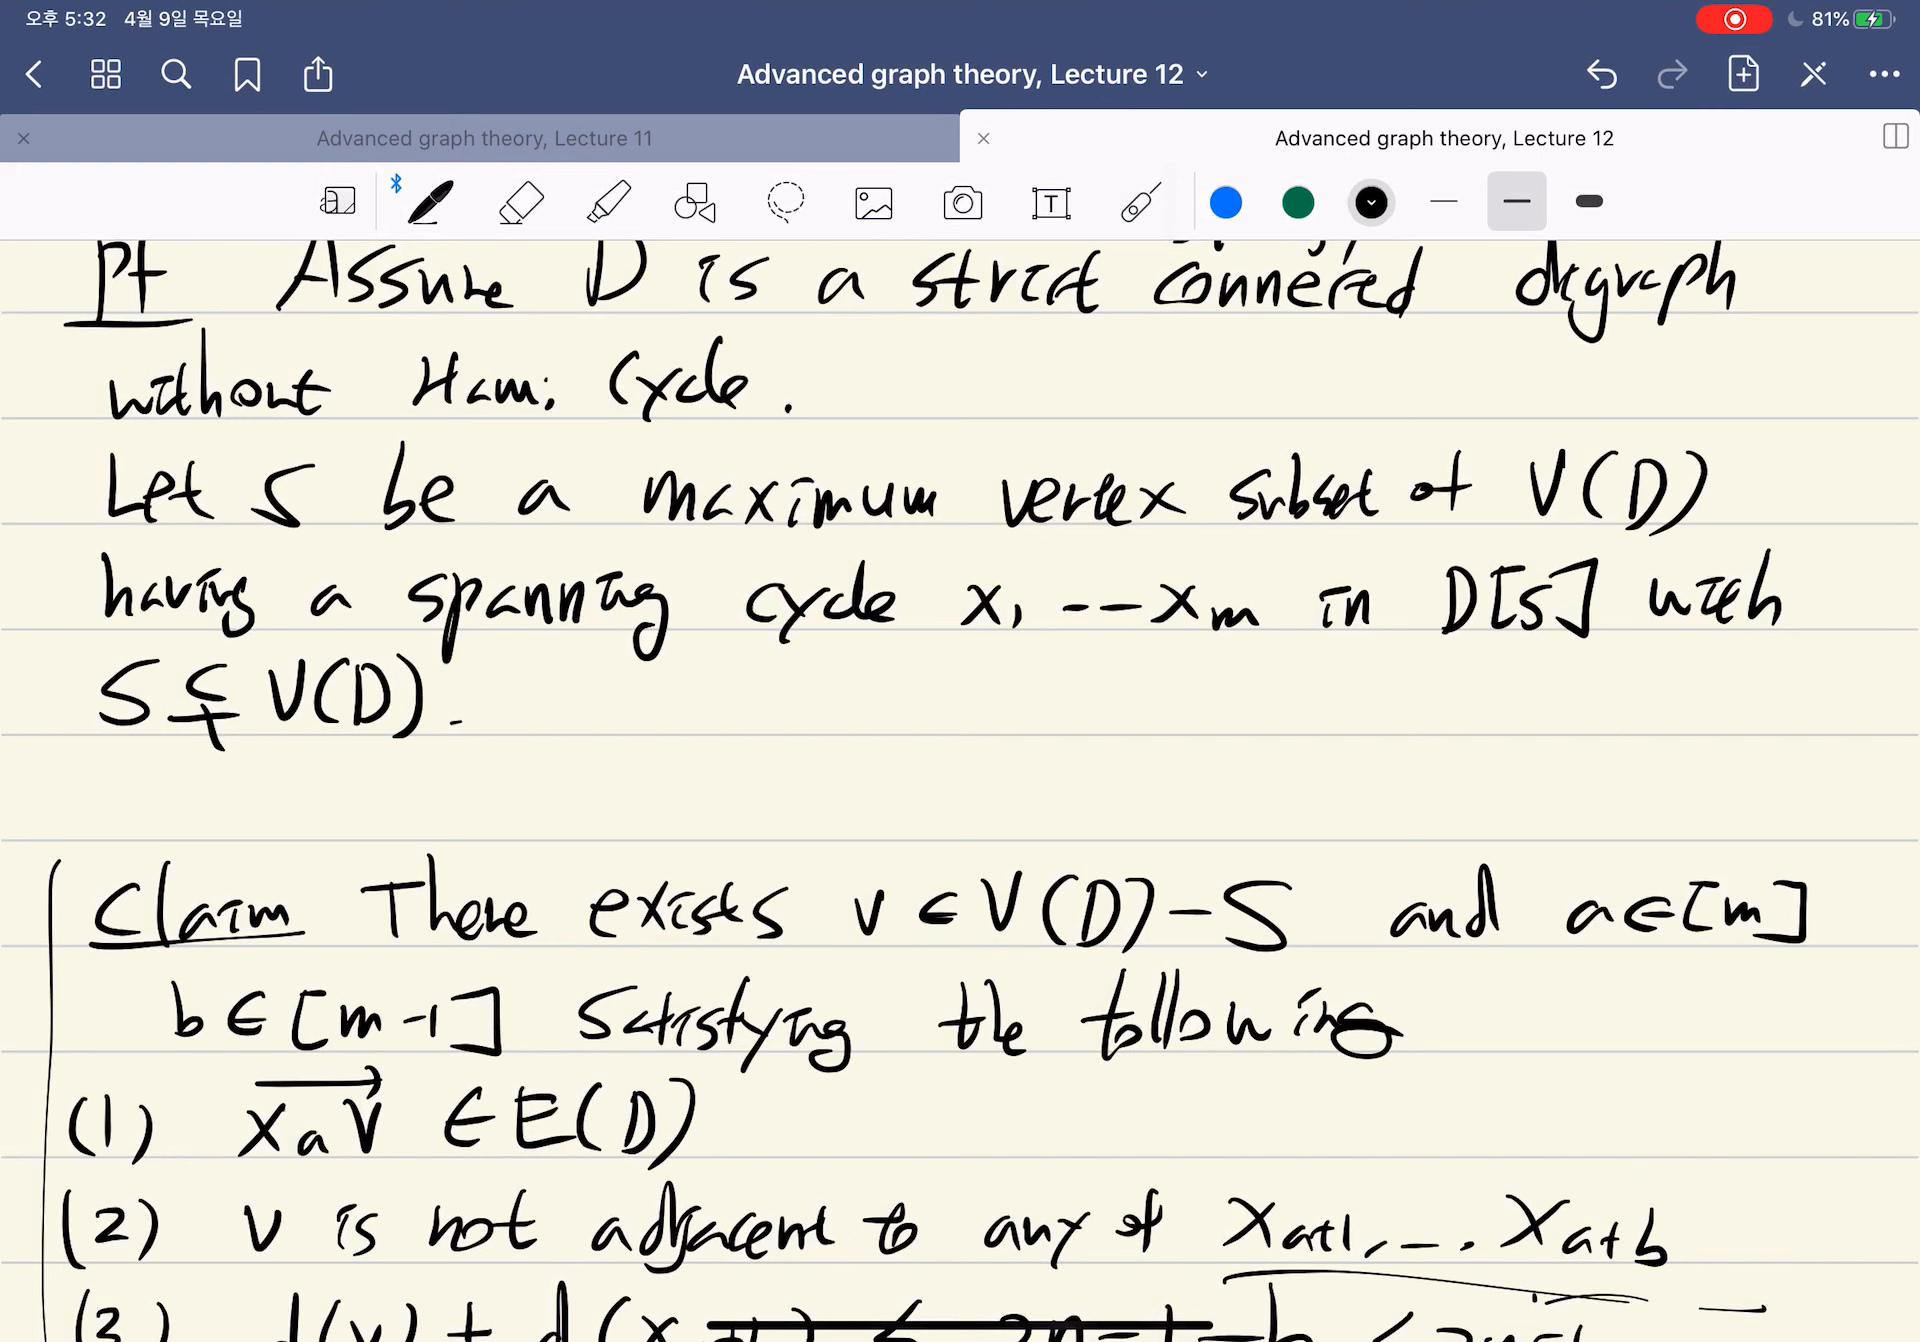 오후 5:32 4월 9일 목요일 81%
Advanced graph theory, Lecture 12
Advanced graph theory, Lecture 11 Advanced graph theory, Lecture 12
Pf Assume D is a strict connected digraph
without Ham; Cycle.
Let S be a maximum vertex subset of V(D)
having a spanning cycle x₁ --- xₘ in D[S] with
S ⊊ V(D).
Claim There exists v ∈ V(D) - S and a ∈ [m]
b ∈ [m-1] satisfying the following
(1) →xₐv ∈ E(D)
(2) v is not adjacent to any of xₐ₊₁, ... xₐ₊b
(3) d(v) + d(x